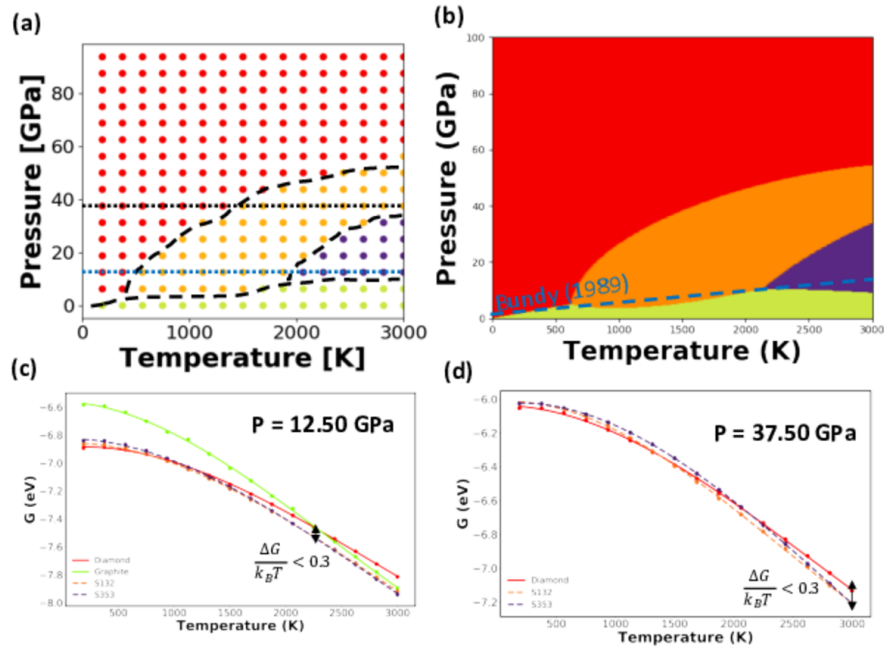 (a)
Pressure [GPa]
80
60
40
20
0
0
1000
2000
3000
Temperature [K]
(b)
Pressure (GPa)
100
80
60
40
20
0
Bundy (1989)
0
500
1000
1500
2000
2500
3000
Temperature (K)
(c)
P = 12.50 GPa
G (eV)
−6.6
−6.8
−7.0
−7.2
−7.4
−7.6
−7.8
−8.0
Diamond
Graphite
S132
S353
ΔG
k_BT < 0.3
500
1000
1500
2000
2500
3000
Temperature (K)
(d)
P = 37.50 GPa
G (eV)
−6.0
−6.2
−6.4
−6.6
−6.8
−7.0
−7.2
Diamond
S132
S353
ΔG
k_BT < 0.3
500
1000
1500
2000
2500
3000
Temperature (K)